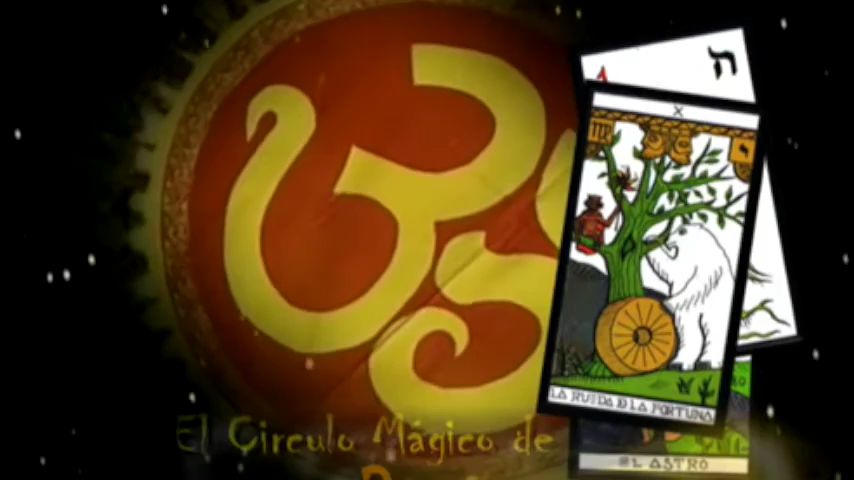 ה
X
♍
LA RUEDA D LA FORTUNA
EL ASTRO
El Circulo Mágico de